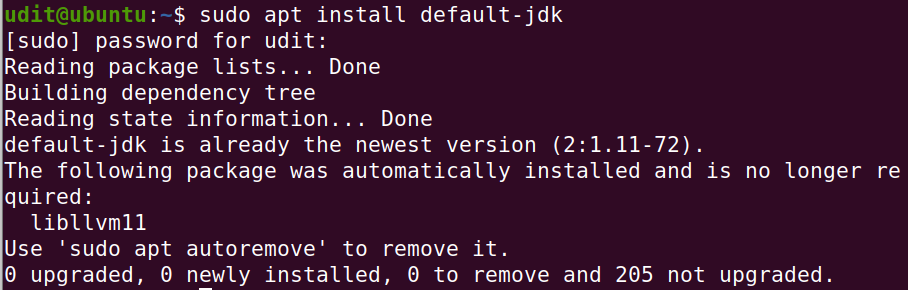 udit@ubuntu:~$ sudo apt install default-jdk
[sudo] password for udit:
Reading package lists... Done
Building dependency tree
Reading state information... Done
default-jdk is already the newest version (2:1.11-72).
The following package was automatically installed and is no longer re
quired:
  libllvm11
Use 'sudo apt autoremove' to remove it.
0 upgraded, 0 newly installed, 0 to remove and 205 not upgraded.